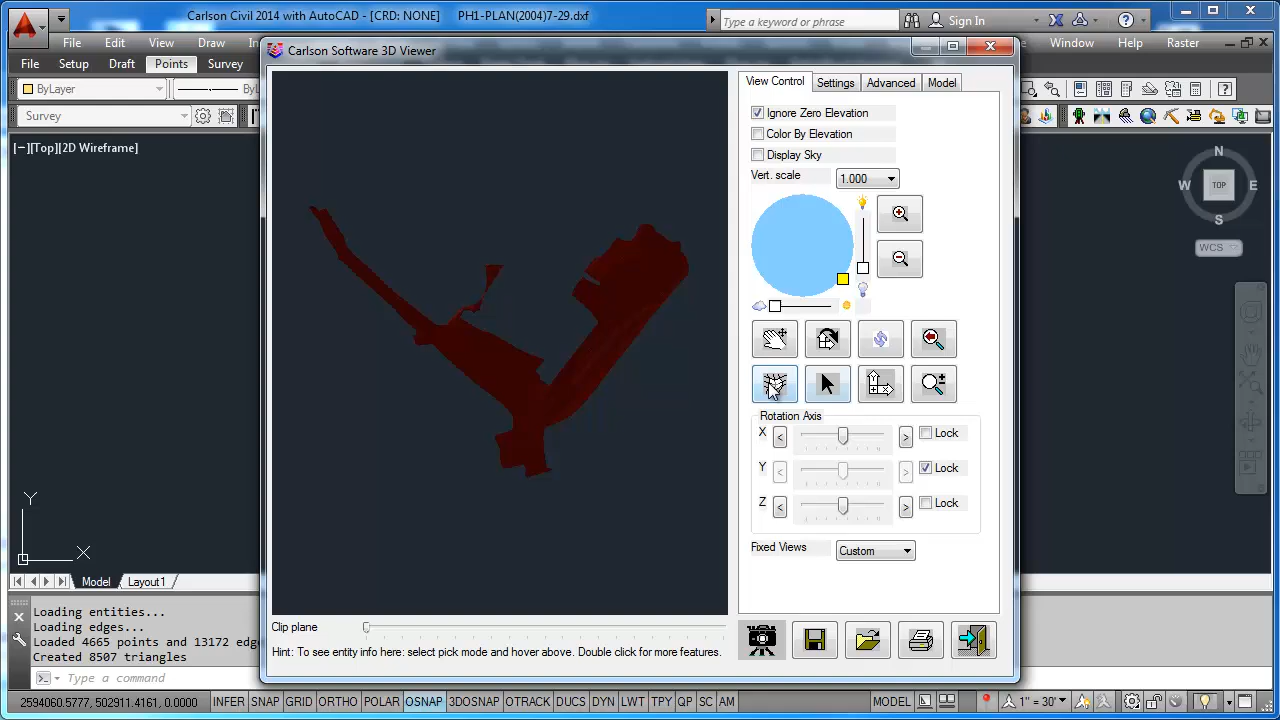 Carlson Civil 2014 with AutoCAD - [CRD: NONE] PH1-PLAN(2004)7-29.dxf
Type a keyword or phrase
Sign In
File Edit View Draw
Window Help Raster
Carlson Software 3D Viewer
File Setup Draft Points Survey
ByLayer
Survey
[−][Top][2D Wireframe]
View Control Settings Advanced Model
Ignore Zero Elevation
Color By Elevation
Display Sky
Vert. scale 1.000
N
W TOP E
S
WCS
Rotation Axis
X < > Lock
Y < > Lock
Z < > Lock
Fixed Views Custom
Y
X
Model Layout1
Loading entities...
Loading edges...
Loaded 4665 points and 13172 edge
Created 8507 triangles
Clip plane
Hint: To see entity info here: select pick mode and hover above. Double click for more features.
Type a command
2594060.5777, 502911.4161, 0.0000 INFER SNAP GRID ORTHO POLAR OSNAP 3DOSNAP OTRACK DUCS DYN LWT TPY QP SC AM MODEL 1" = 30'